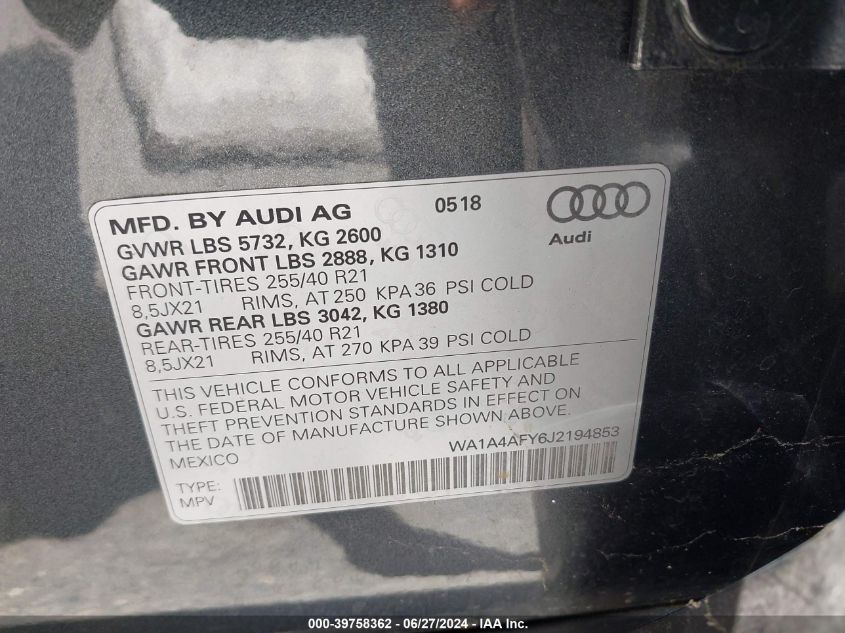 MFD. BY AUDI AG 0518
Audi
GVWR LBS 5732, KG 2600
GAWR FRONT LBS 2888, KG 1310
FRONT-TIRES 255/40 R21
8,5JX21 RIMS, AT 250 KPA 36 PSI COLD
GAWR REAR LBS 3042, KG 1380
REAR-TIRES 255/40 R21
8,5JX21 RIMS, AT 270 KPA 39 PSI COLD
THIS VEHICLE CONFORMS TO ALL APPLICABLE
U.S. FEDERAL MOTOR VEHICLE SAFETY AND
THEFT PREVENTION STANDARDS IN EFFECT ON
THE DATE OF MANUFACTURE SHOWN ABOVE.
MEXICO WA1A4AFY6J2194853
TYPE:
MPV
000-39758362 - 06/27/2024 - IAAI.com